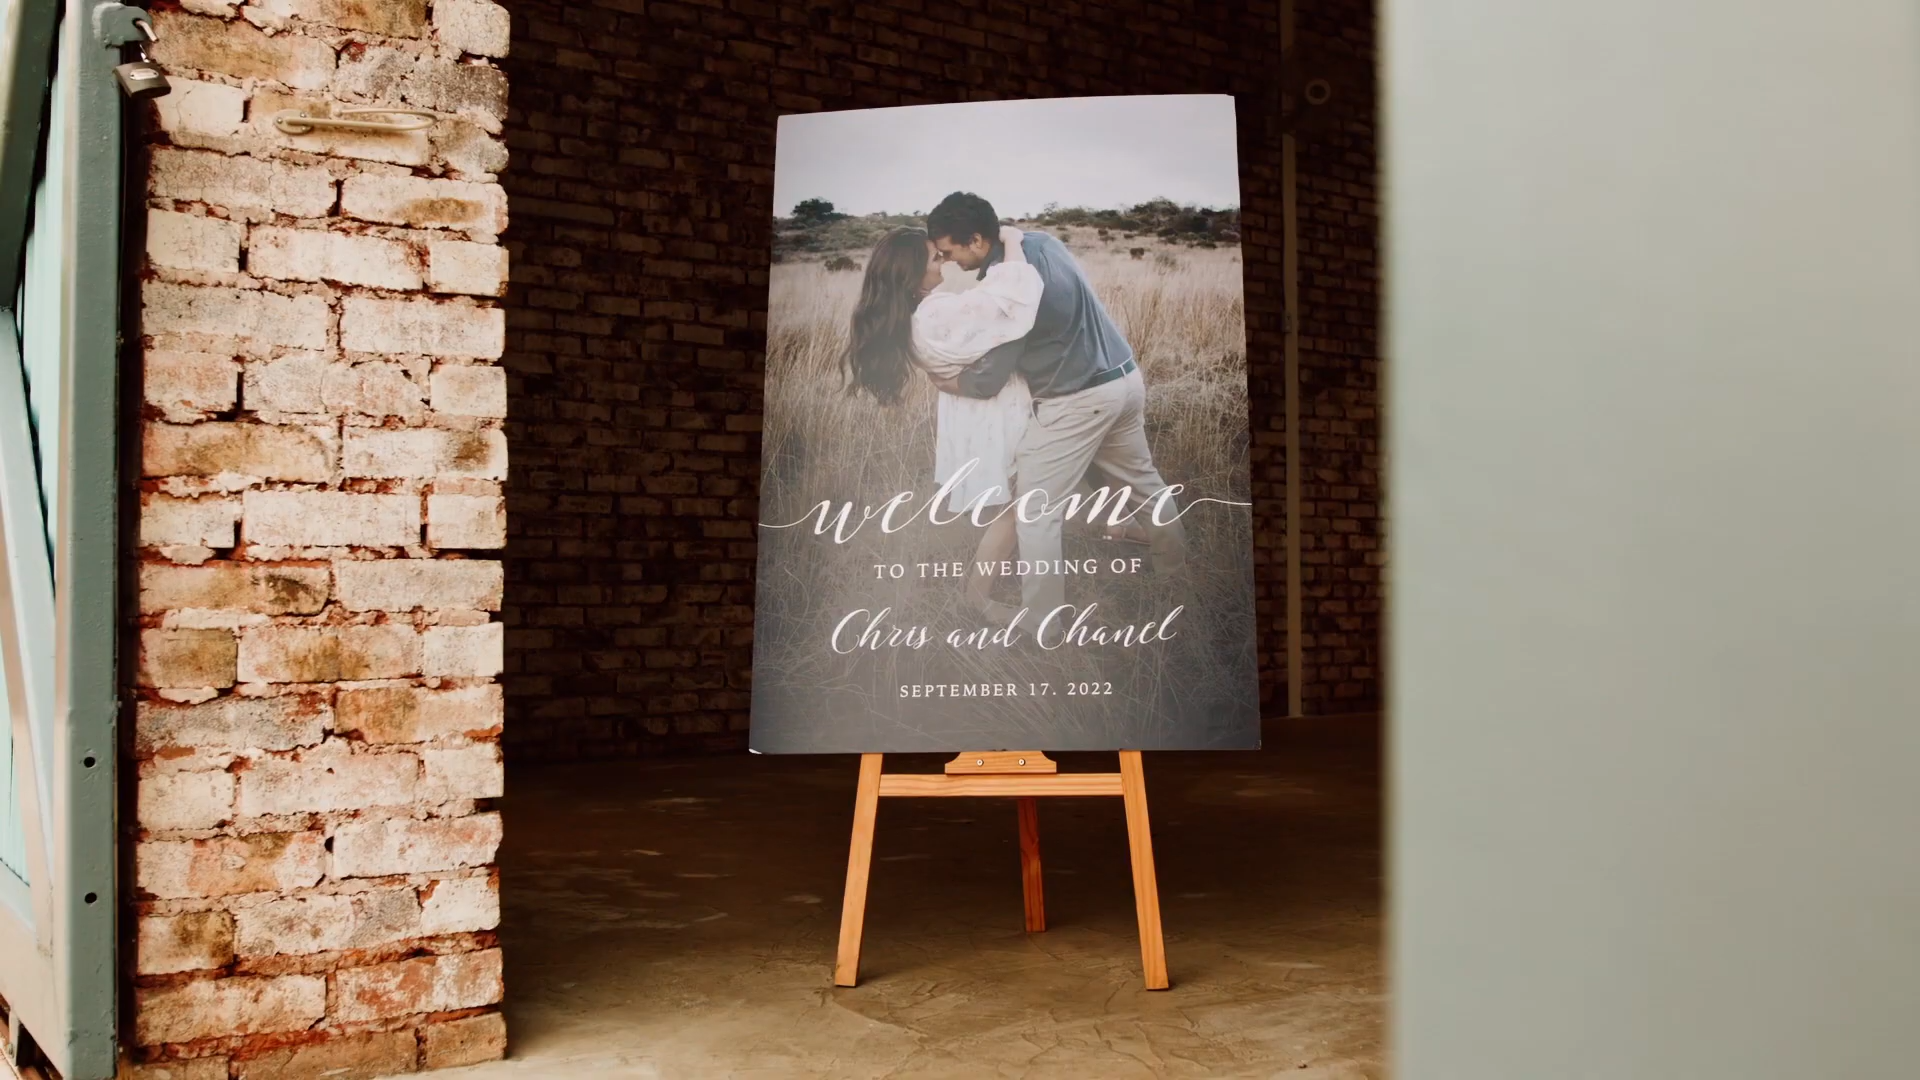 welcome
TO THE WEDDING OF
Chris and Chanel
SEPTEMBER 17. 2022